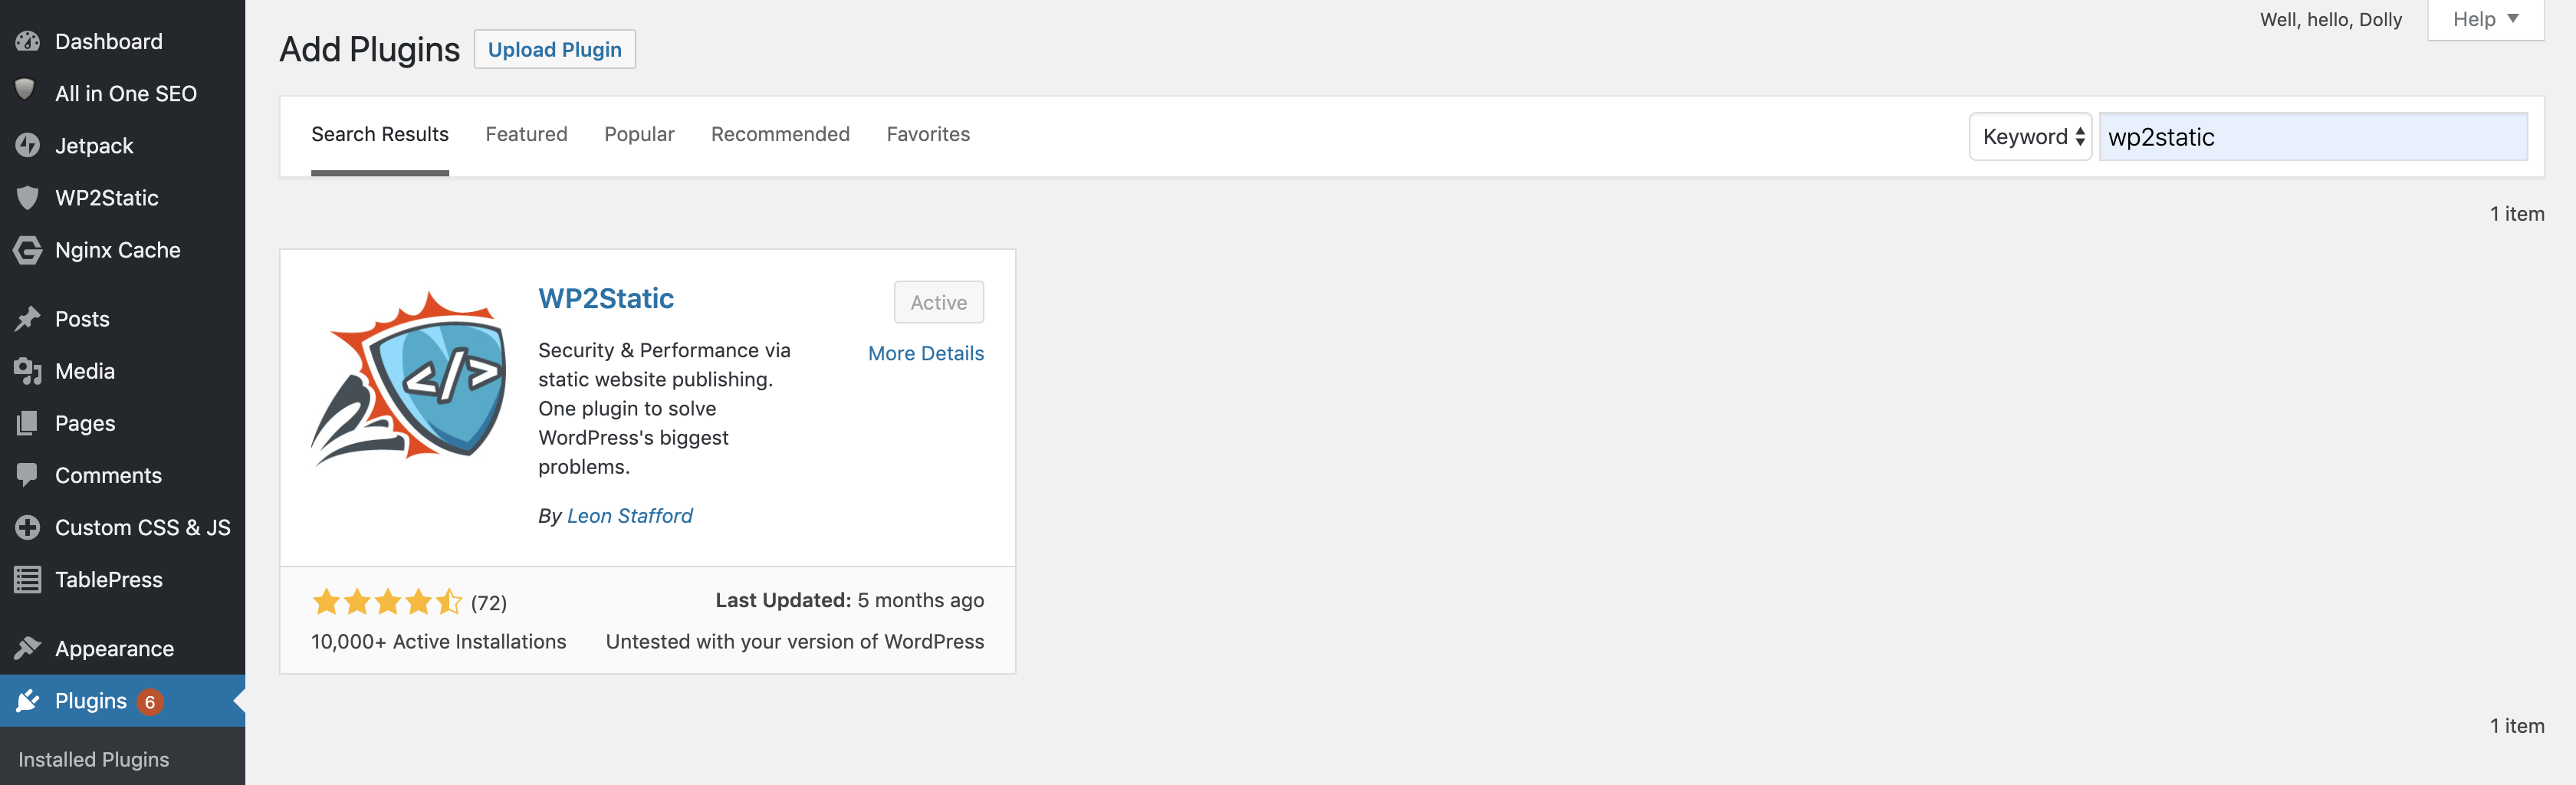 Dashboard
All in One SEO
Jetpack
WP2Static
Nginx Cache
Posts
Media
Pages
Comments
Custom CSS & JS
TablePress
Appearance
Plugins 6
Installed Plugins
Well, hello, Dolly
Help
Add Plugins
Upload Plugin
Search Results
Featured
Popular
Recommended
Favorites
Keyword
wp2static
1 item
WP2Static
Active
More Details
Security & Performance via
static website publishing.
One plugin to solve
WordPress's biggest
problems.
By Leon Stafford
(72)
Last Updated: 5 months ago
10,000+ Active Installations
Untested with your version of WordPress
1 item